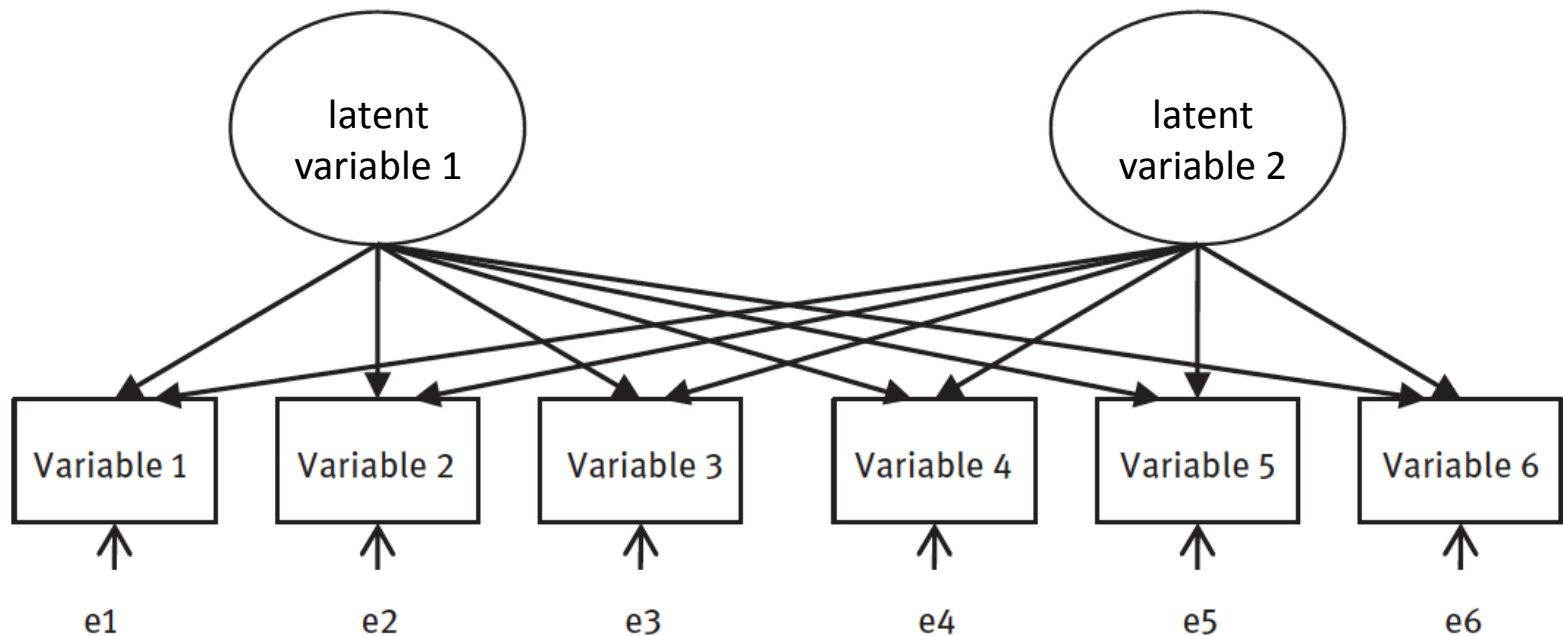 latent
variable 1
latent
variable 2
Variable 1
Variable 2
Variable 3
Variable 4
Variable 5
Variable 6
e1
e2
e3
e4
e5
e6